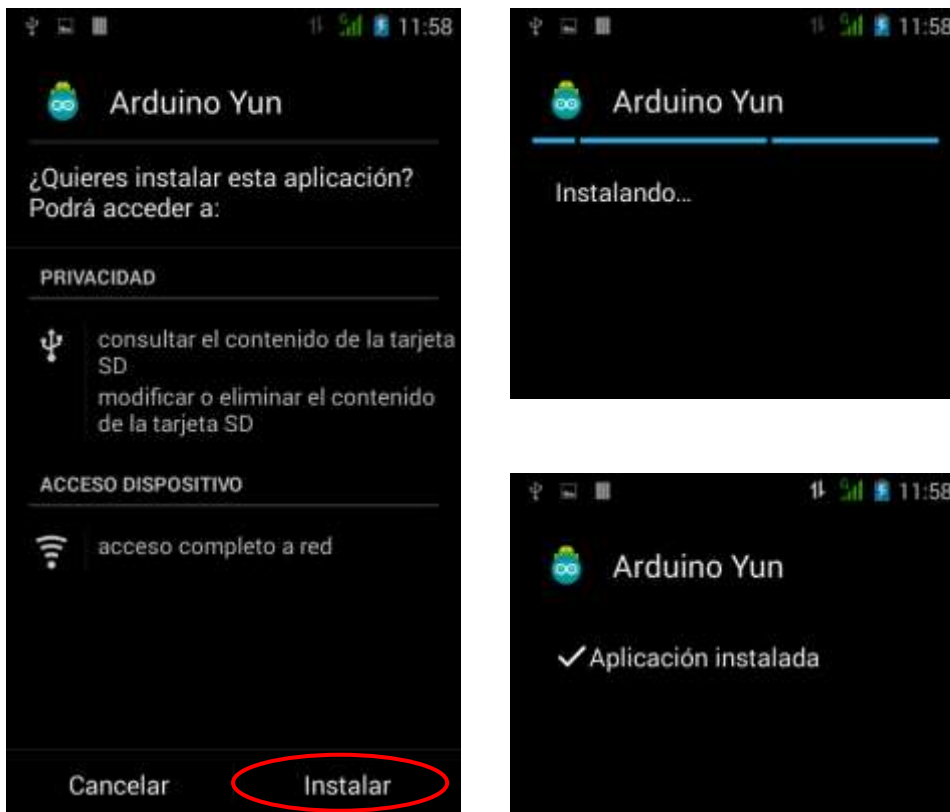 11:58
Arduino Yun
¿Quieres instalar esta aplicación?
Podrá acceder a:
PRIVACIDAD
consultar el contenido de la tarjeta
SD
modificar o eliminar el contenido
de la tarjeta SD
ACCESO DISPOSITIVO
acceso completo a red
Cancelar Instalar
11:58
Arduino Yun
Instalando...
11:58
Arduino Yun
Aplicación instalada